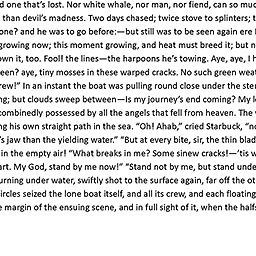 d one that's lost. Nor white whale, nor man, nor fiend, can so muc
than devil's madness. Two days chased; twice stove to splinters; t
one? and he was to go before:—but still was to be seen again ere I
growing now; this moment growing, and heat must breed it; but n
own it, too. Fool! the lines—the harpoons he's towing. Aye, aye, I h
een? aye, tiny mosses in these warped cracks. No such green weat
rew!" In an instant the boat was pulling round close under the ster
ng; but clouds sweep between—Is my journey's end coming? My le
combinedly possessed by all the angels that fell from heaven. The w
ng his own straight path in the sea. "Oh! Ahab," cried Starbuck, "no
's jaw than the yielding water." "But at every bite, sir, the thin blad
in the empty air! "What breaks in me? Some sinew cracks!—'tis w
art. My God, stand by me now!" "Stand not by me, but stand unde
urning under water, swiftly shot to the surface again, far off the ot
ircles seized the lone boat itself, and all its crew, and each floating
e margin of the ensuing scene, and in full sight of it, when the half